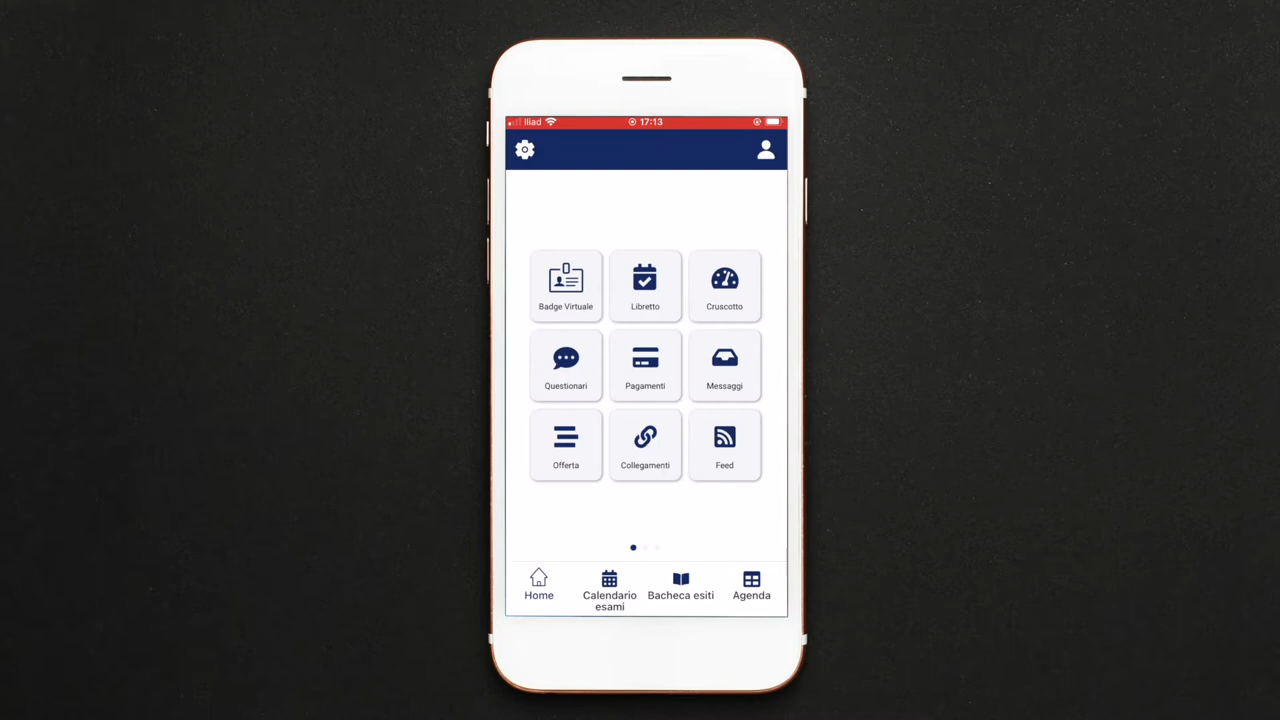 Iliad 17:13
Badge Virtuale Libretto Cruscotto
Questionari Pagamenti Messaggi
Offerta Collegamenti Feed
Home Calendario esami Bacheca esiti Agenda